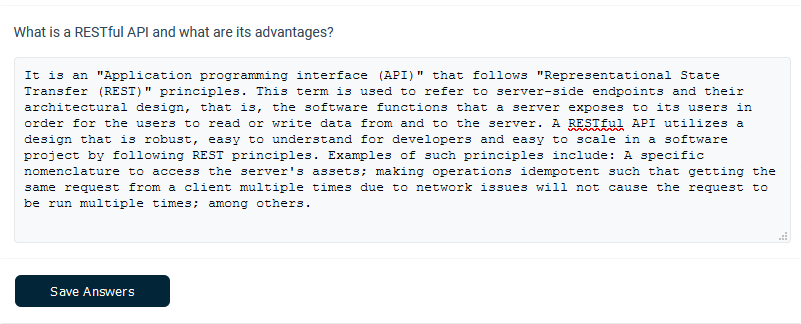 What is a RESTful API and what are its advantages?
It is an "Application programming interface (API)" that follows "Representational State
Transfer (REST)" principles. This term is used to refer to server-side endpoints and their
architectural design, that is, the software functions that a server exposes to its users in
order for the users to read or write data from and to the server. A RESTful API utilizes a
design that is robust, easy to understand for developers and easy to scale in a software
project by following REST principles. Examples of such principles include: A specific
nomenclature to access the server's assets; making operations idempotent such that getting the
same request from a client multiple times due to network issues will not cause the request to
be run multiple times; among others.
Save Answers